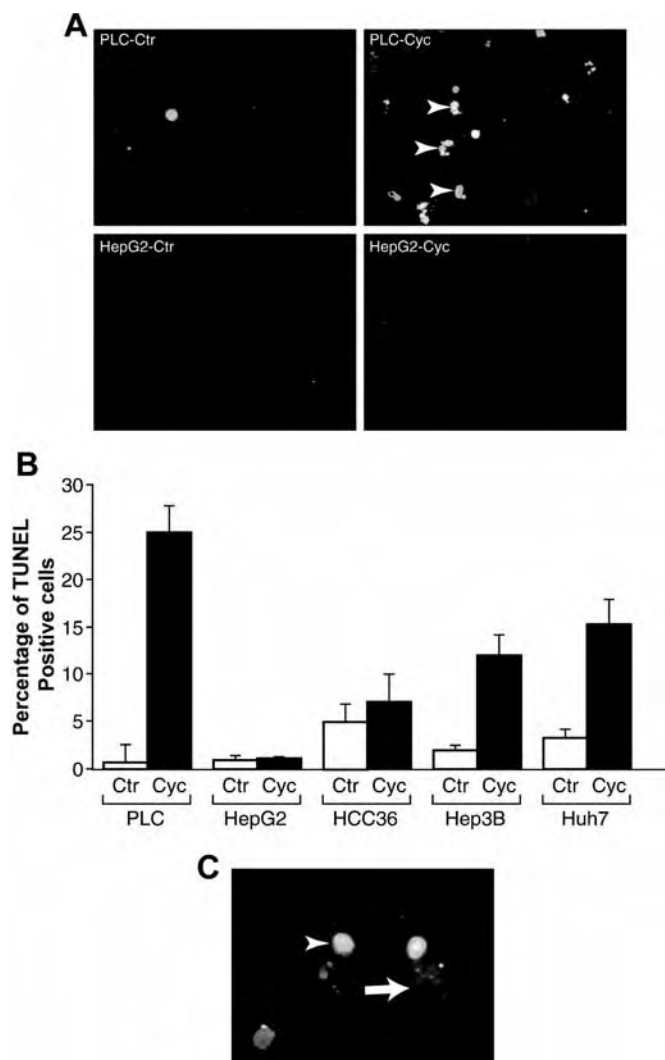 A
PLC-Ctr
PLC-Cyc
HepG2-Ctr
HepG2-Cyc
B
Percentage of TUNEL
Positive cells
30
25
20
15
10
5
0
Ctr Cyc Ctr Cyc Ctr Cyc Ctr Cyc Ctr Cyc
PLC HepG2 HCC36 Hep3B Huh7
C